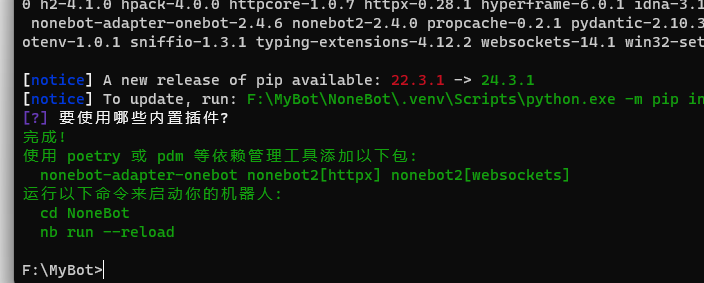 0 h2-4.1.0 hpack-4.0.0 httpcore-1.0.7 httpx-0.28.1 hyperframe-6.0.1 idna-3.1
nonebot-adapter-onebot-2.4.6 nonebot2-2.4.0 propcache-0.2.1 pydantic-2.10.3
otenv-1.0.1 sniffio-1.3.1 typing-extensions-4.12.2 websockets-14.1 win32-set
[notice] A new release of pip available: 22.3.1 -> 24.3.1
[notice] To update, run: F:\MyBot\NoneBot\.venv\Scripts\python.exe -m pip in
[?] 要使用哪些内置插件?
完成!
使用 poetry 或 pdm 等依赖管理工具添加以下包:
nonebot-adapter-onebot nonebot2[httpx] nonebot2[websockets]
运行以下命令来启动你的机器人:
cd NoneBot
nb run --reload
F:\MyBot>